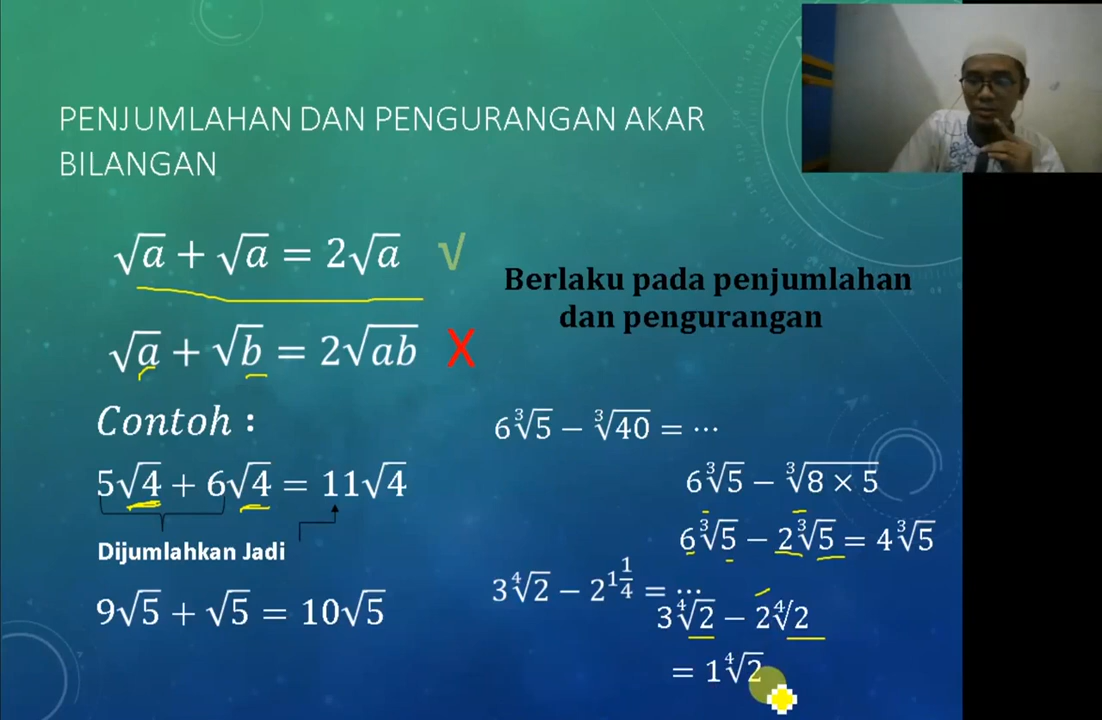 PENJUMLAHAN DAN PENGURANGAN AKAR
BILANGAN
√a + √a = 2√a √
√a + √b = 2√ab X
Berlaku pada penjumlahan
dan pengurangan
Contoh :
5√4 + 6√4 = 11√4
Dijumlahkan Jadi
9√5 + √5 = 10√5
6∛5 − ∛40 = ⋯
6∛5 − ∛(8 × 5)
6∛5 − 2∛5 = 4∛5
3∜2 − 2^(1 1/4) = ⋯
3∜2 − 2∜2
= 1∜2